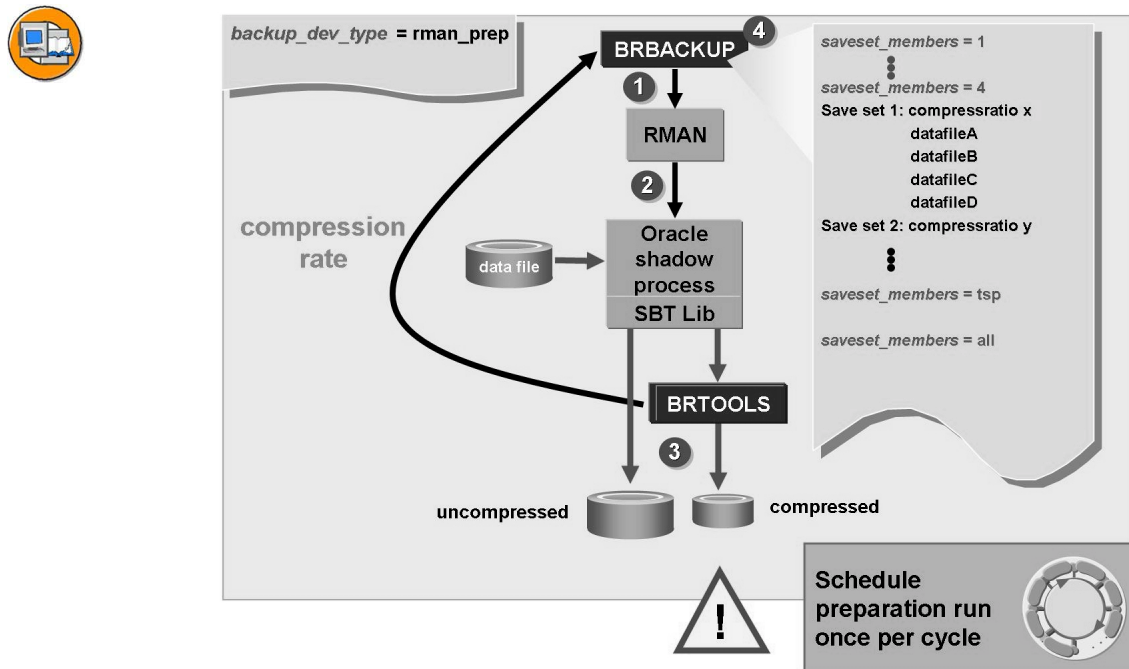 backup_dev_type = rman_prep
BRBACKUP
4
1
RMAN
2
compression
rate
data file
Oracle
shadow
process
SBT Lib
BRTOOLS
3
uncompressed
compressed
saveset_members = 1
saveset_members = 4
Save set 1: compressratio x
datafileA
datafileB
datafileC
datafileD
Save set 2: compressratio y
saveset_members = tsp
saveset_members = all
!
Schedule
preparation run
once per cycle